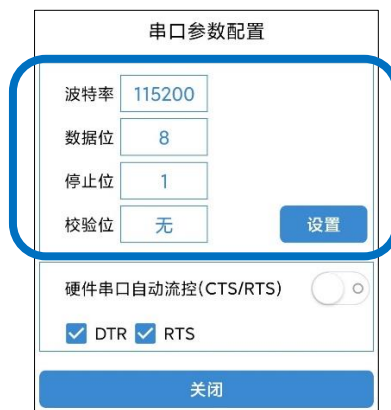 串口参数配置
波特率 115200
数据位 8
停止位 1
校验位 无 设置
硬件串口自动流控(CTS/RTS)
DTR RTS
关闭